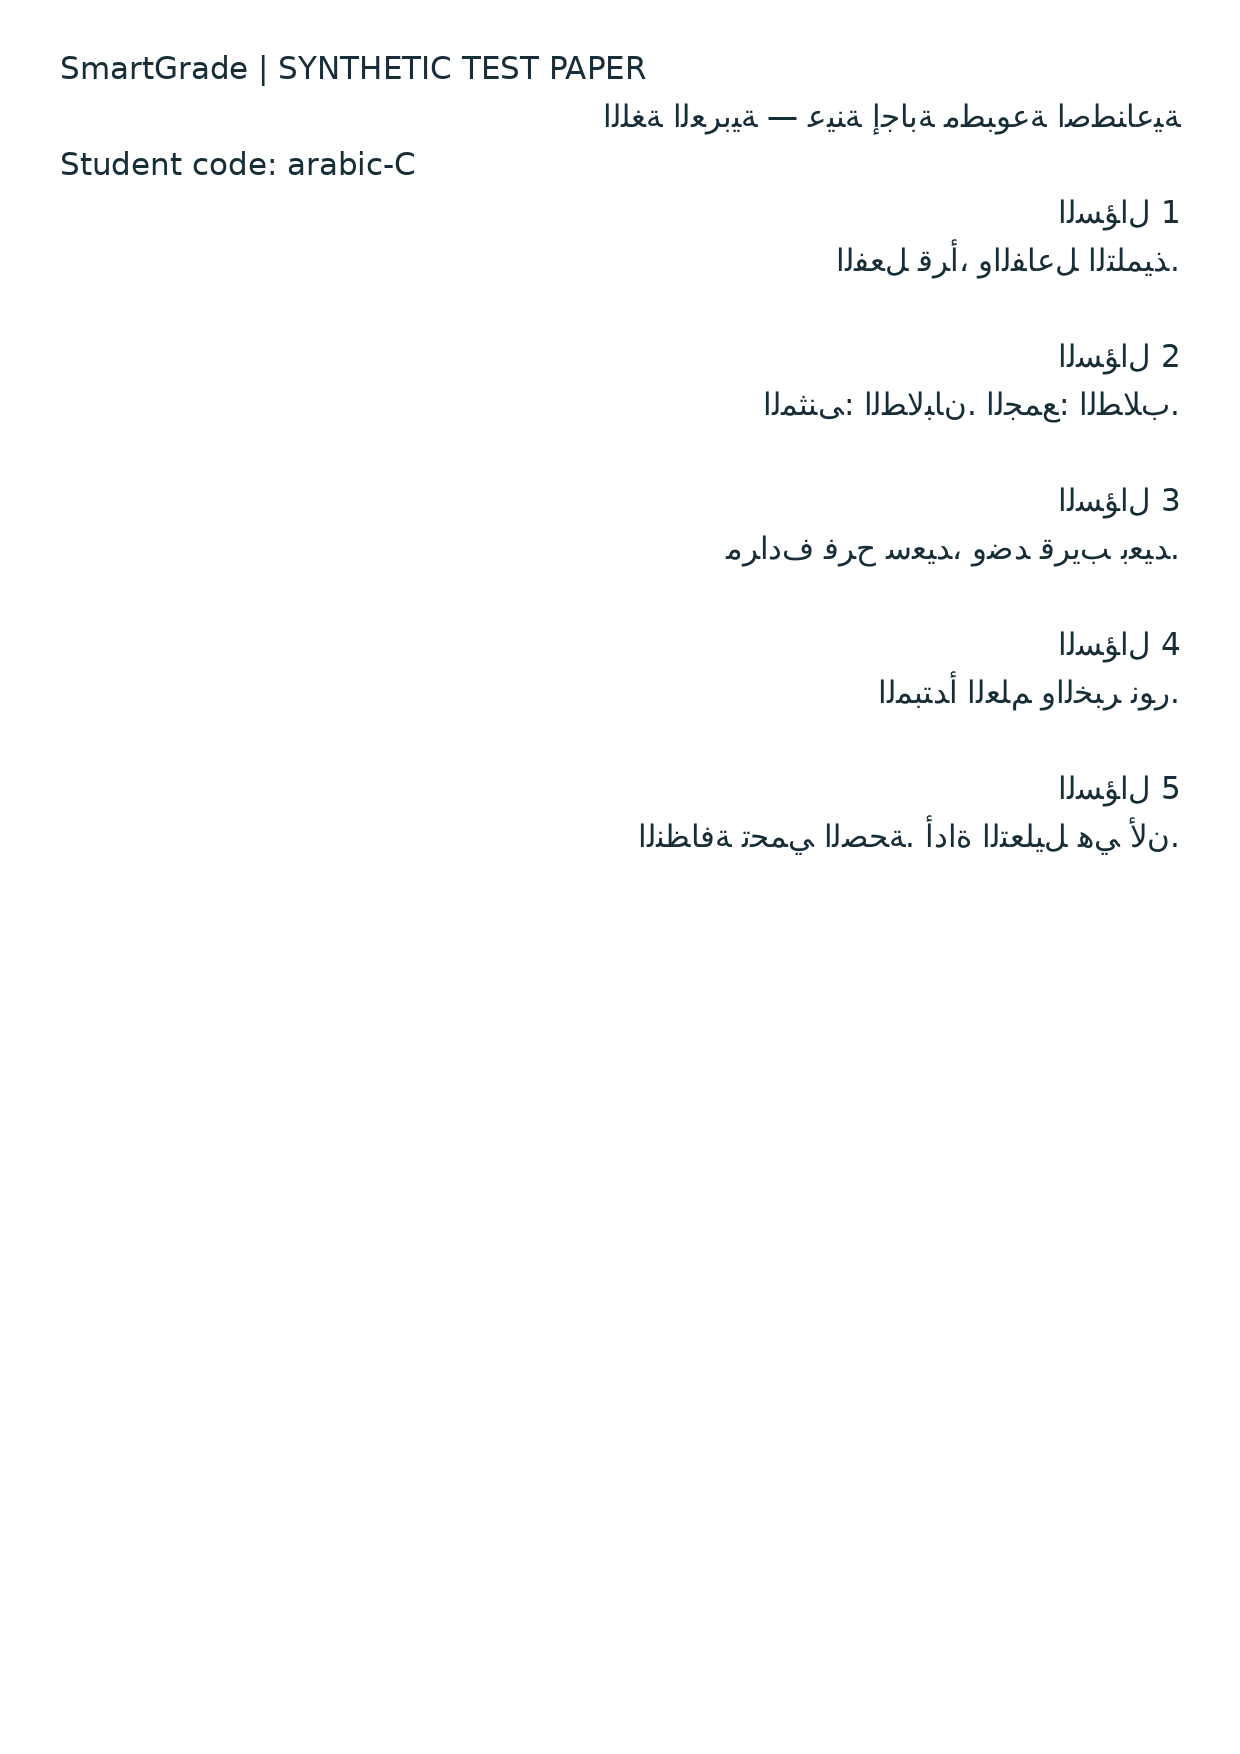 SmartGrade | SYNTHETIC TEST PAPER
اللغة العربية — عينة إجابة مطبوعة اصطناعية
Student code: arabic-C
السؤال 1
الفعل قرأ، والفاعل التلميذ.
السؤال 2
المثنى: الطلابان. الجمع: الطلاب.
السؤال 3
مرادف فرح سعيد، وضد قريب بعيد.
السؤال 4
المبتدأ العلم والخبر نور.
السؤال 5
النظافة تحمي الصحة. أداة التعليل هي لأن.